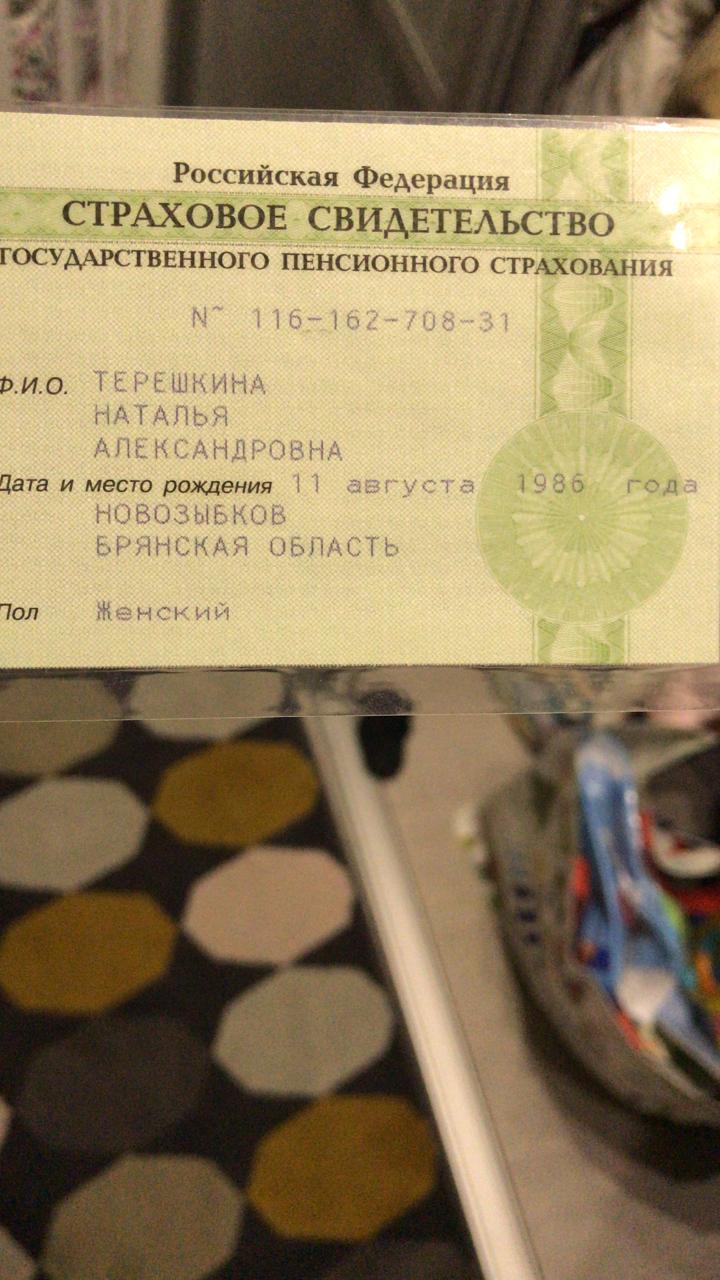 Российская Федерация
СТРАХОВОЕ СВИДЕТЕЛЬСТВО
ГОСУДАРСТВЕННОГО ПЕНСИОННОГО СТРАХОВАНИЯ
N~ 116-162-708-31
Ф.И.О. ТЕРЕШКИНА
НАТАЛЬЯ
АЛЕКСАНДРОВНА
Дата и место рождения 11 августа 1986 года
НОВОЗЫБКОВ
БРЯНСКАЯ ОБЛАСТЬ
Пол Женский